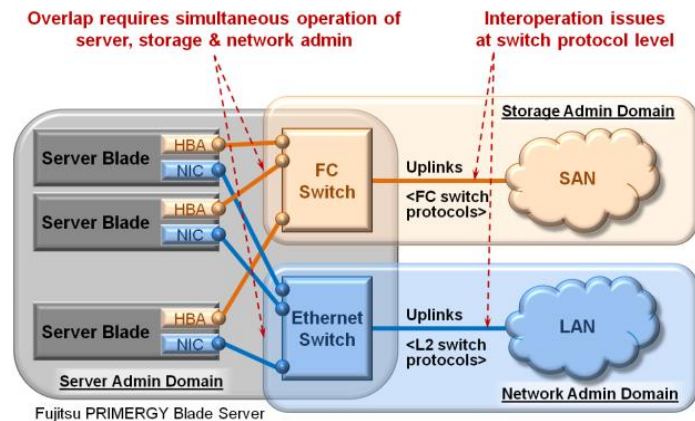 Overlap requires simultaneous operation of
server, storage & network admin
Interoperation issues
at switch protocol level
Storage Admin Domain
Server Blade
HBA
NIC
Server Blade
HBA
NIC
Server Blade
HBA
NIC
FC
Switch
Uplinks
<FC switch
protocols>
SAN
Ethernet
Switch
Uplinks
<L2 switch
protocols>
LAN
Server Admin Domain
Network Admin Domain
Fujitsu PRIMERGY Blade Server